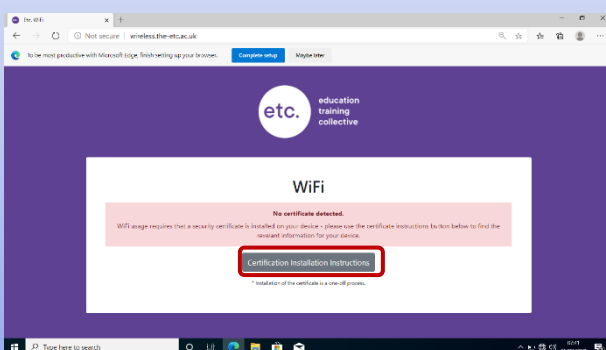 Etc. WiFi
Not secure | wireless.the-etc.ac.uk
To be most productive with Microsoft Edge, finish setting up your browser.
Complete setup
Maybe later
etc.
education
training
collective
WiFi
No certificate detected.
WiFi usage requires that a security certificate is installed on your device - please use the certificate instructions button below to find the
relevant information for your device.
Certification Installation Instructions
* Installation of the certificate is a one-off process.
Type here to search
07:41